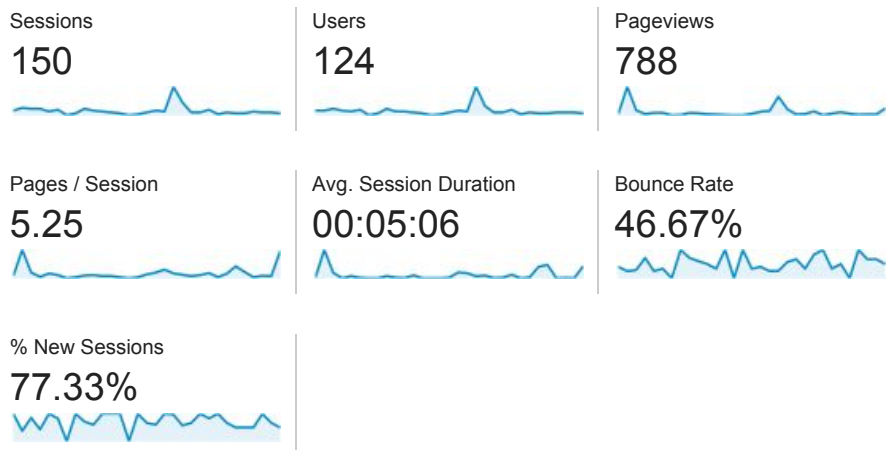 Sessions
150
Users
124
Pageviews
788
Pages / Session
5.25
Avg. Session Duration
00:05:06
Bounce Rate
46.67%
% New Sessions
77.33%